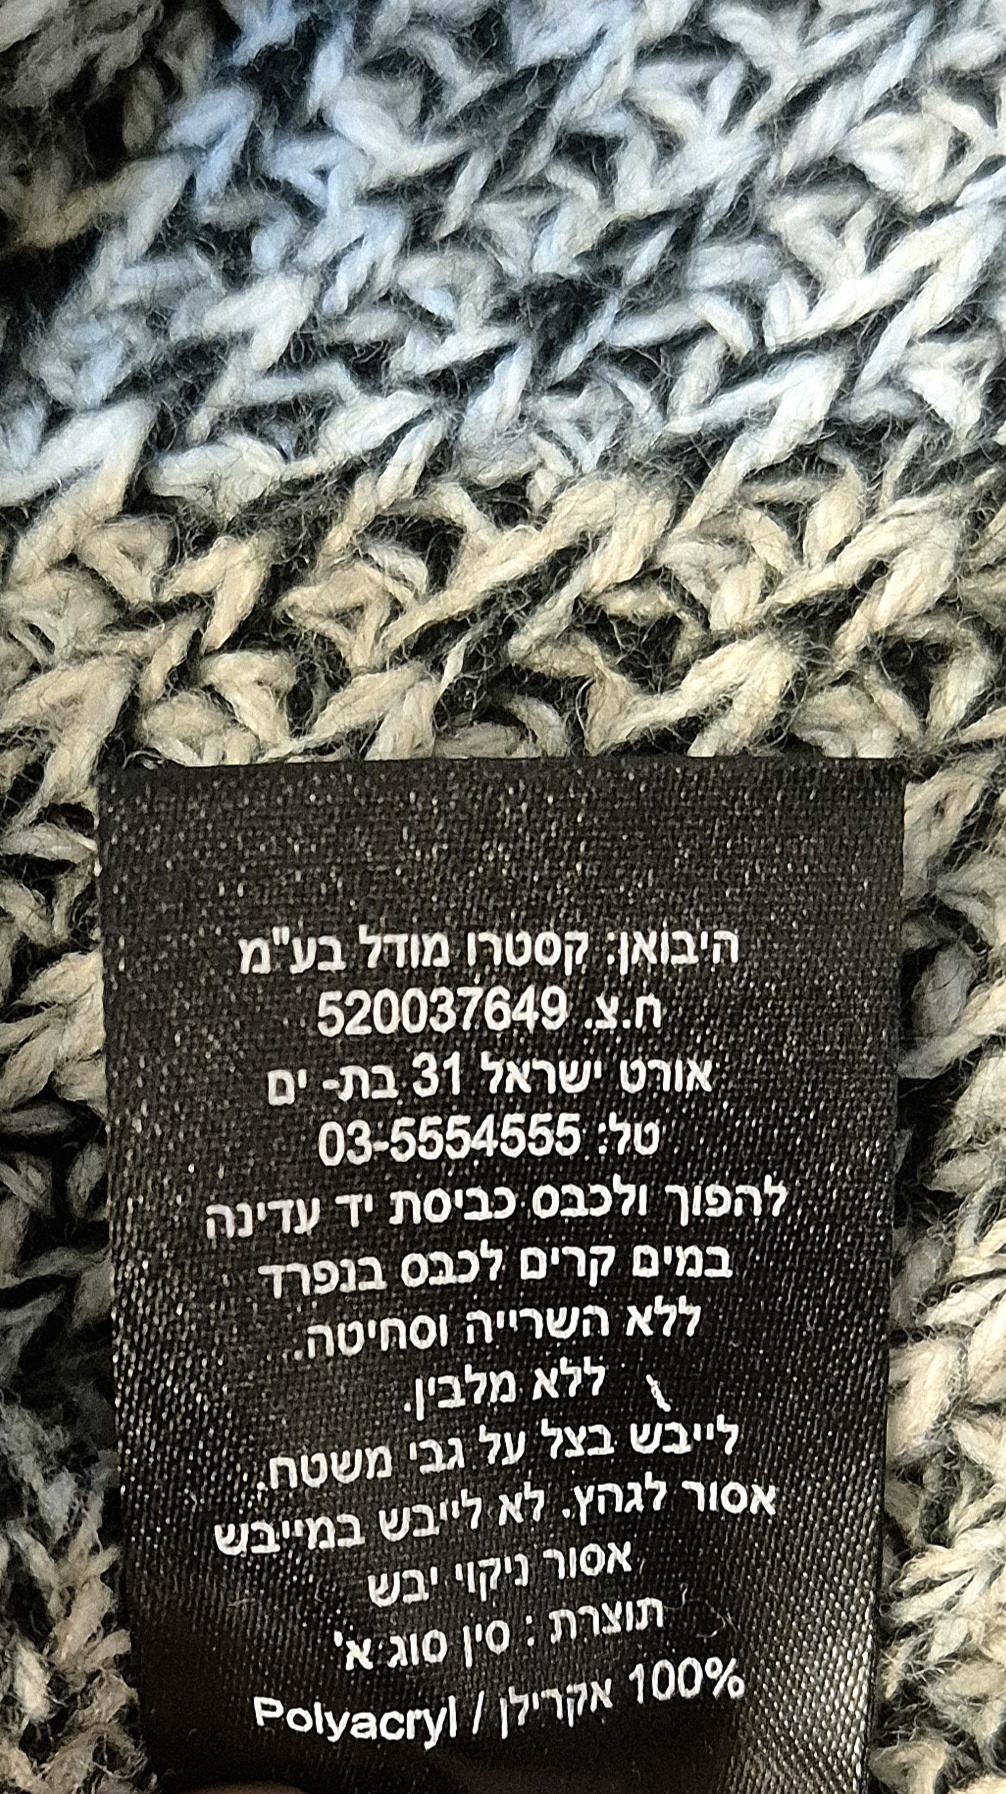 היבואן: קסטרו מודל בע"מ
ח.צ. 520037649
אורט ישראל 31 בת- ים
טל: 03-5554555
להפוך ולכבס כביסת יד עדינה
במים קרים לכבס בנפרד
ללא השרייה וסחיטה.
ללא מלבין.
לייבש בצל על גבי משטח.
אסור לגהץ. לא לייבש במייבש
אסור ניקוי יבש
תוצרת : סין סוג א'
100% אקרילן / Polyacryl